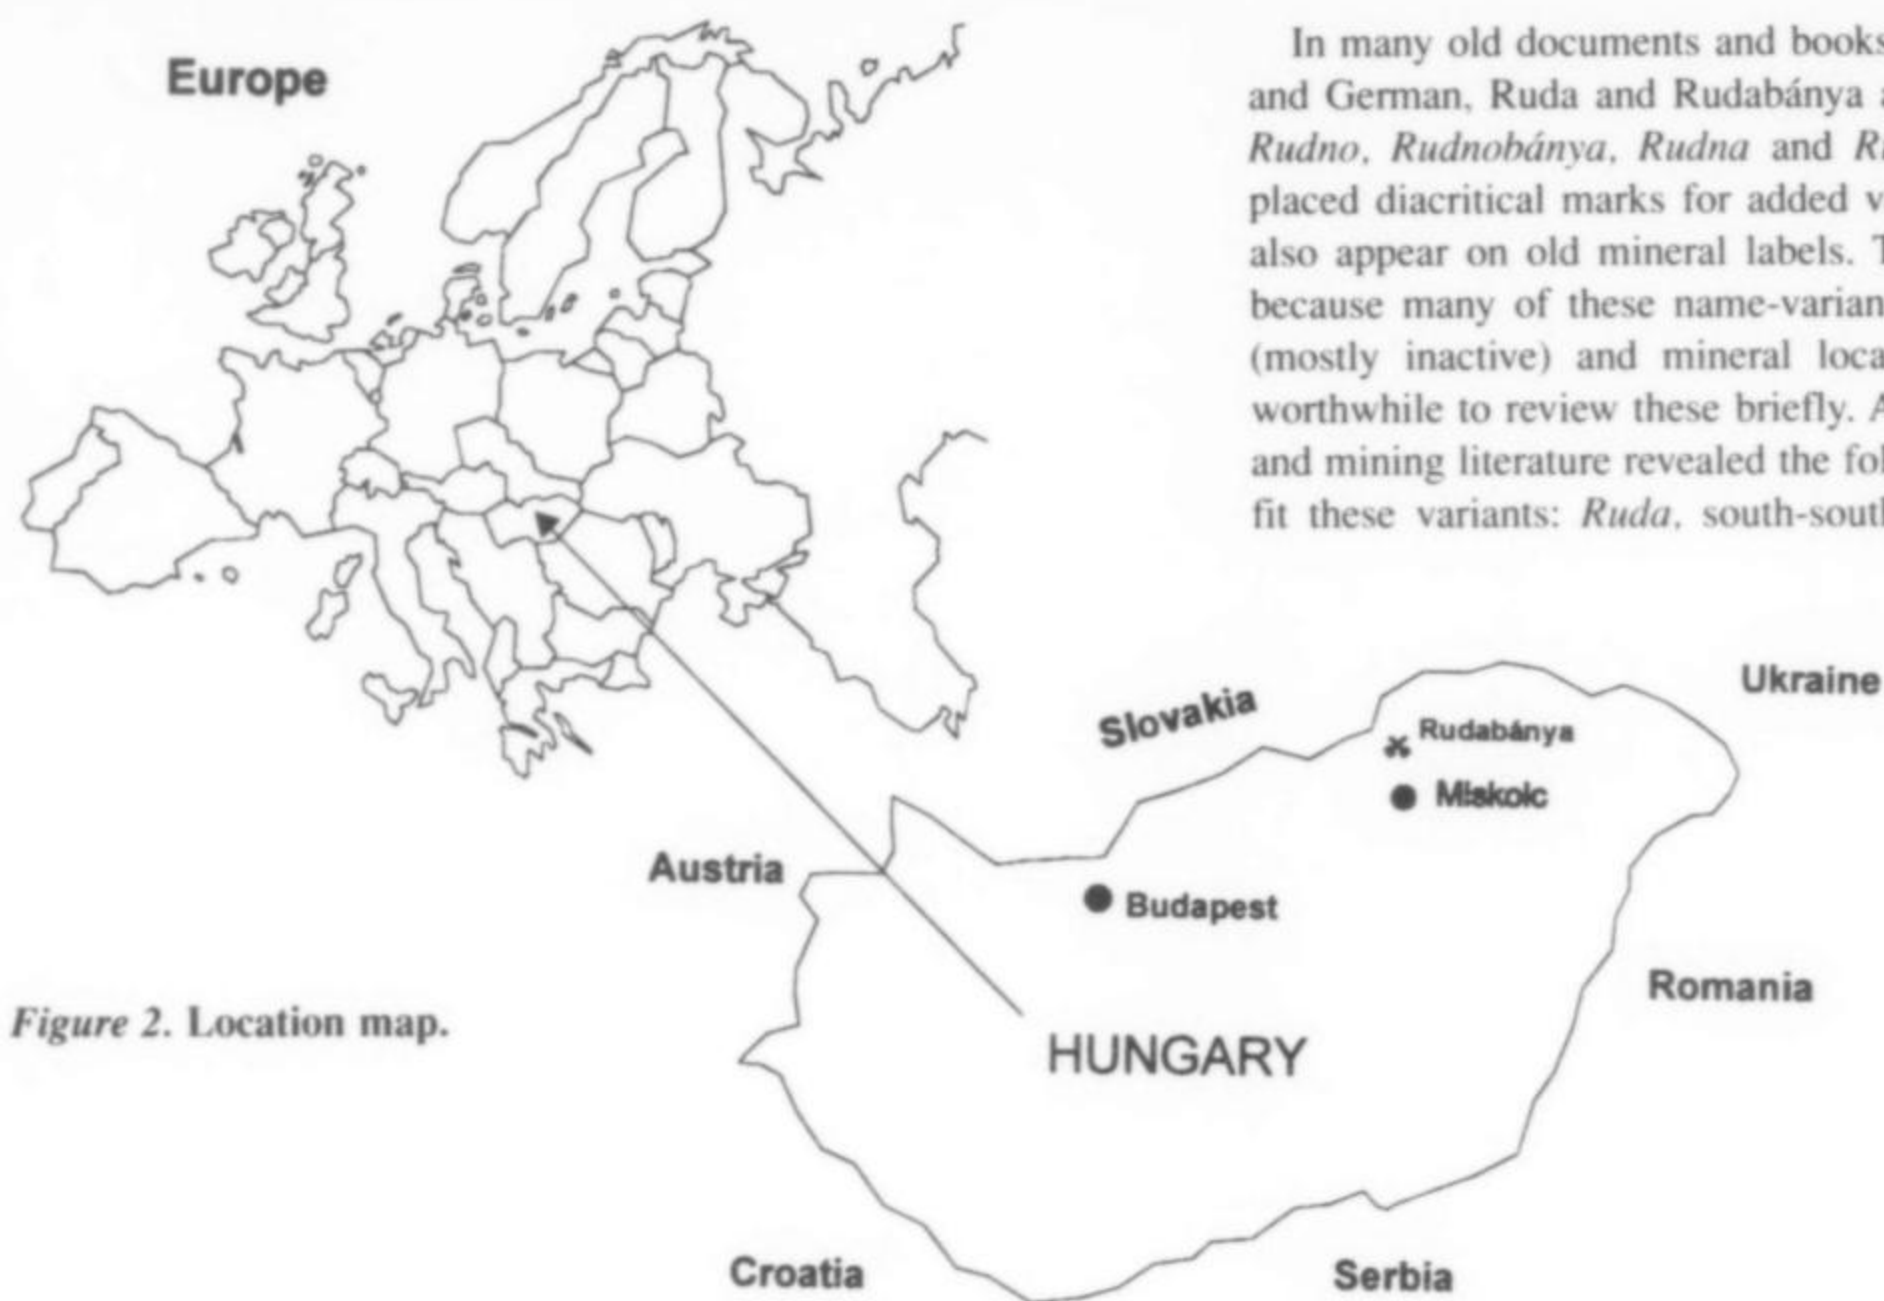 Europe
In many old documents and books
and German, Ruda and Rudabánya
Rudno, Rudnobánya, Rudna and
placed diacritical marks for added
also appear on old mineral labels.
because many of these name-varian
(mostly inactive) and mineral loca
worthwhile to review these briefly. A
and mining literature revealed the fol
fit these variants: Ruda, south-south
Ukraine
Slovakia
Rudabánya
Miskolc
Austria
Budapest
Romania
Figure 2. Location map.
HUNGARY
Croatia
Serbia